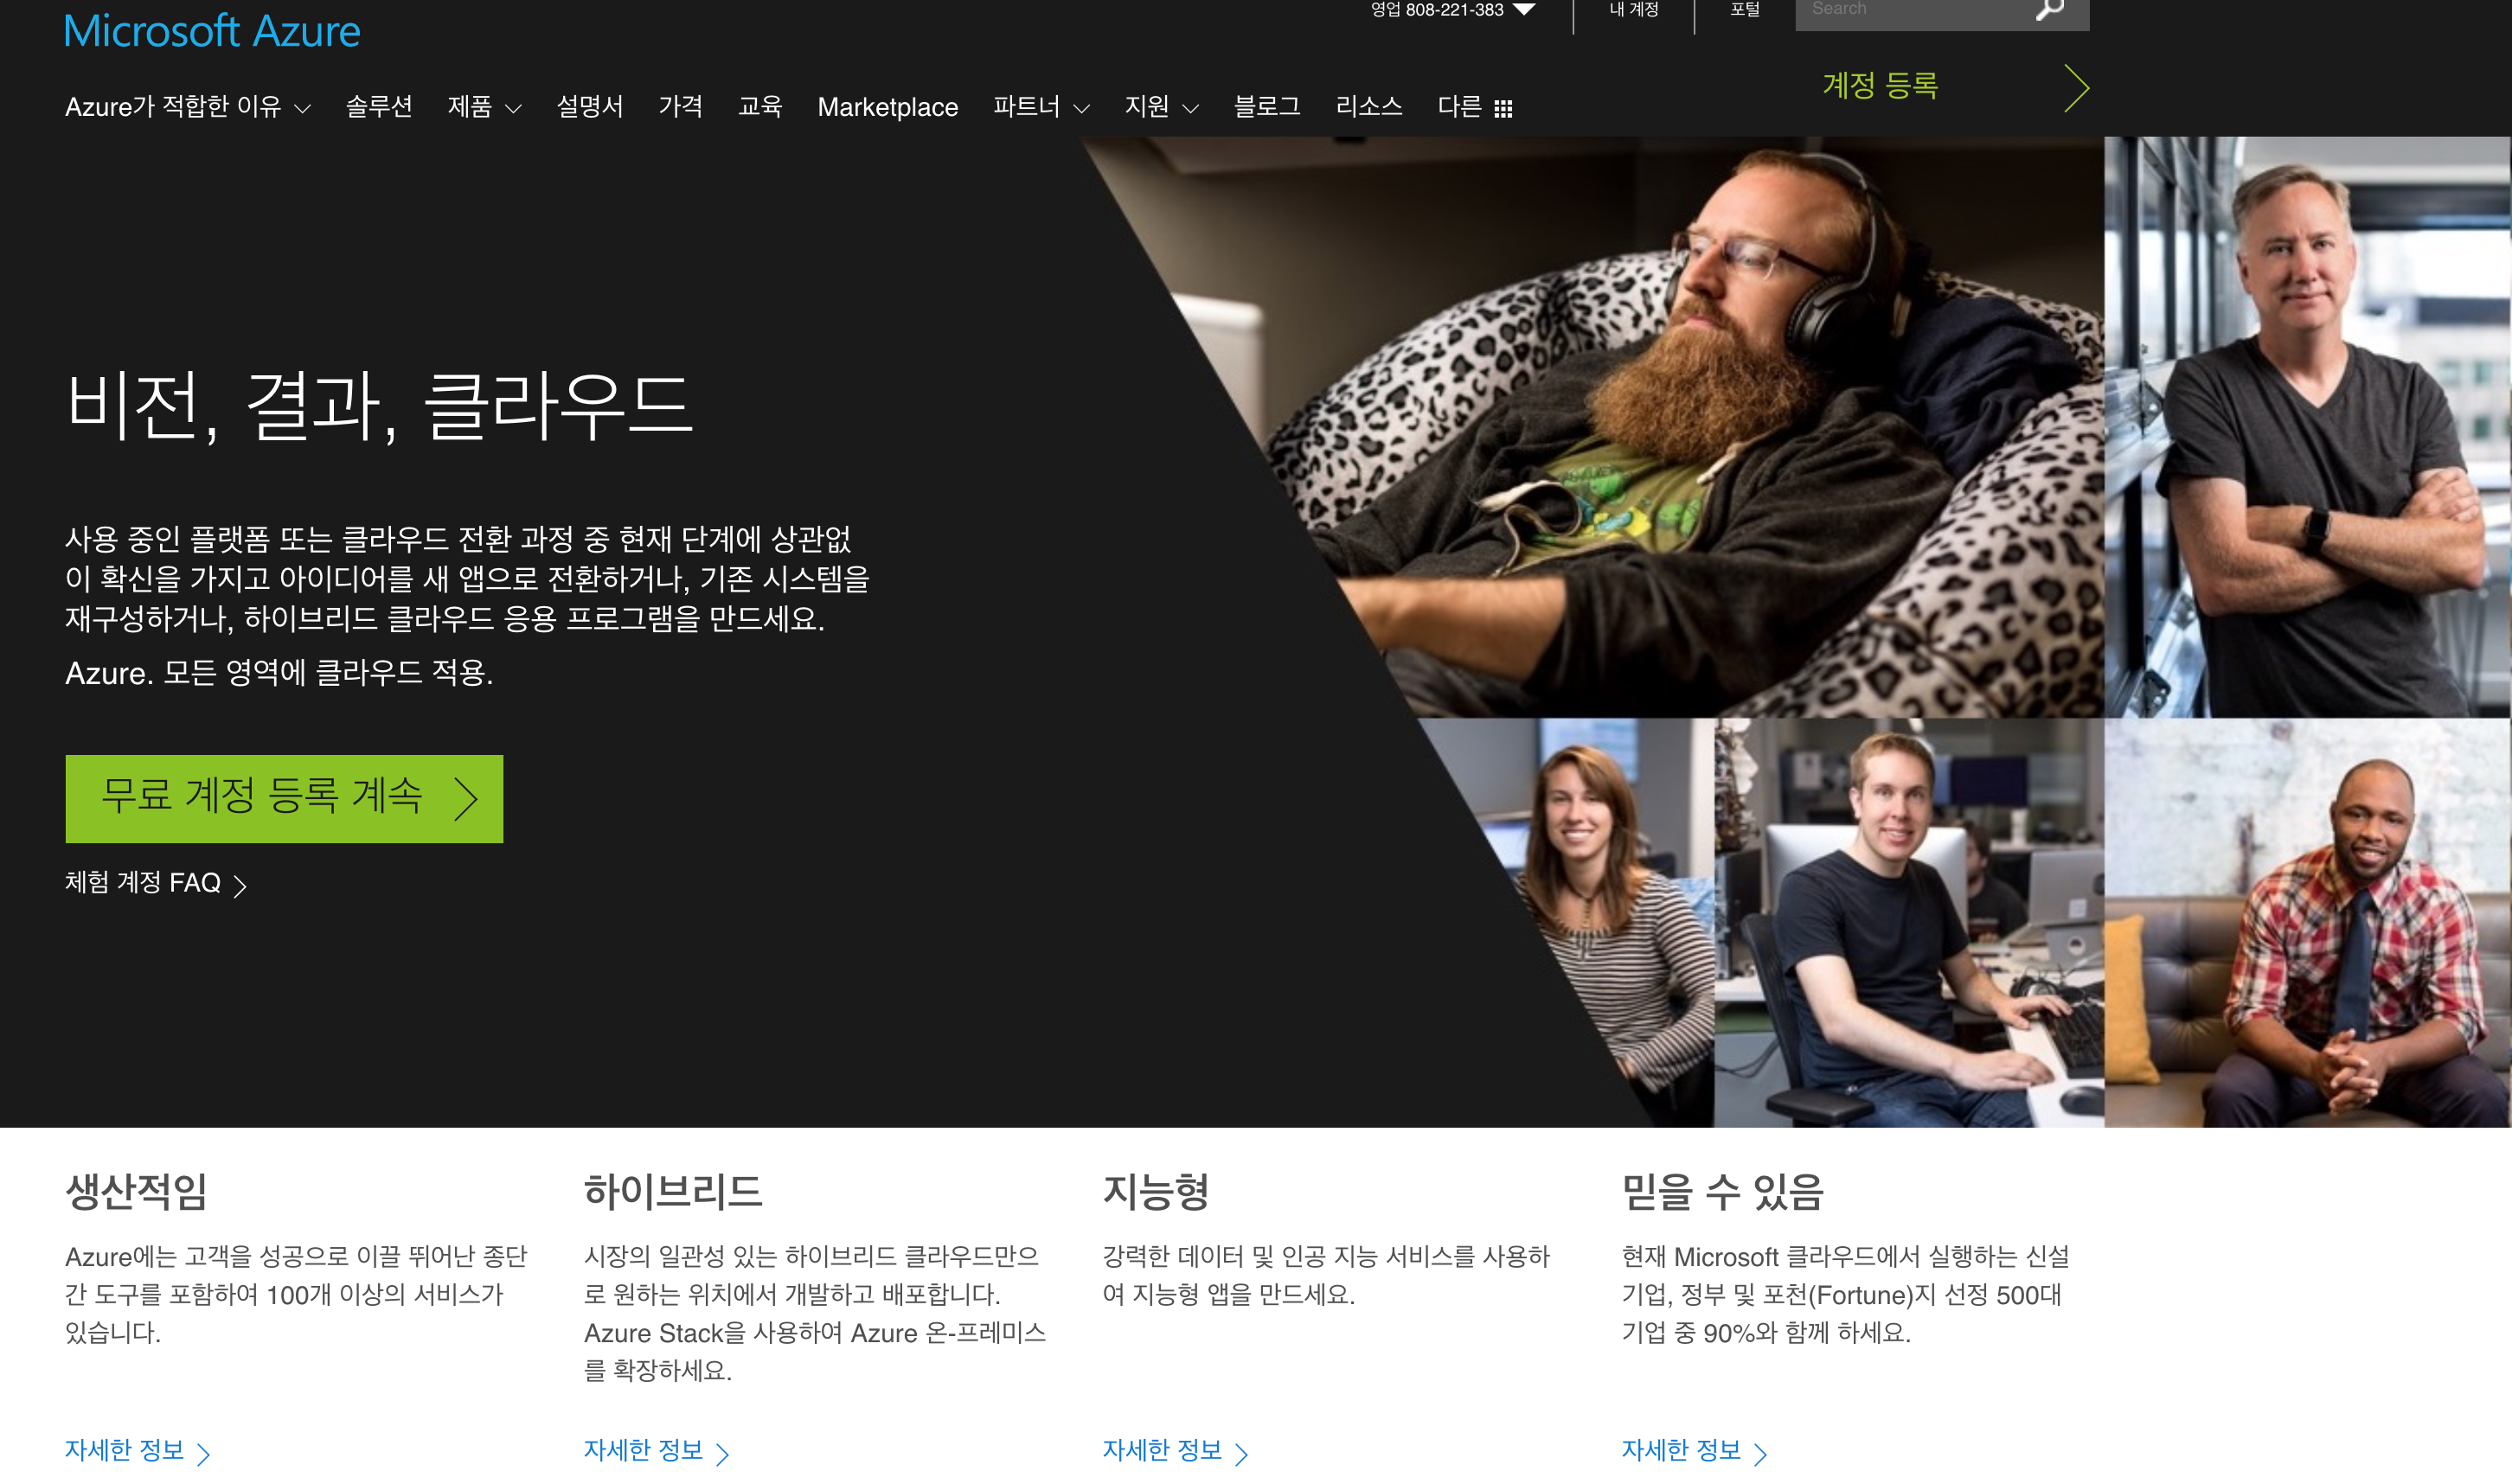 Microsoft Azure
영업 808-221-383
내 계정
포털
Search
계정 등록
Azure가 적합한 이유 솔루션 제품 설명서 가격 교육 Marketplace 파트너 지원 블로그 리소스 다른
비전, 결과, 클라우드
사용 중인 플랫폼 또는 클라우드 전환 과정 중 현재 단계에 상관없
이 확신을 가지고 아이디어를 새 앱으로 전환하거나, 기존 시스템을
재구성하거나, 하이브리드 클라우드 응용 프로그램을 만드세요.
Azure. 모든 영역에 클라우드 적용.
무료 계정 등록 계속
체험 계정 FAQ
생산적임
Azure에는 고객을 성공으로 이끌 뛰어난 종단
간 도구를 포함하여 100개 이상의 서비스가
있습니다.
자세한 정보
하이브리드
시장의 일관성 있는 하이브리드 클라우드만으
로 원하는 위치에서 개발하고 배포합니다.
Azure Stack을 사용하여 Azure 온-프레미스
를 확장하세요.
자세한 정보
지능형
강력한 데이터 및 인공 지능 서비스를 사용하
여 지능형 앱을 만드세요.
자세한 정보
믿을 수 있음
현재 Microsoft 클라우드에서 실행하는 신설
기업, 정부 및 포천(Fortune)지 선정 500대
기업 중 90%와 함께 하세요.
자세한 정보